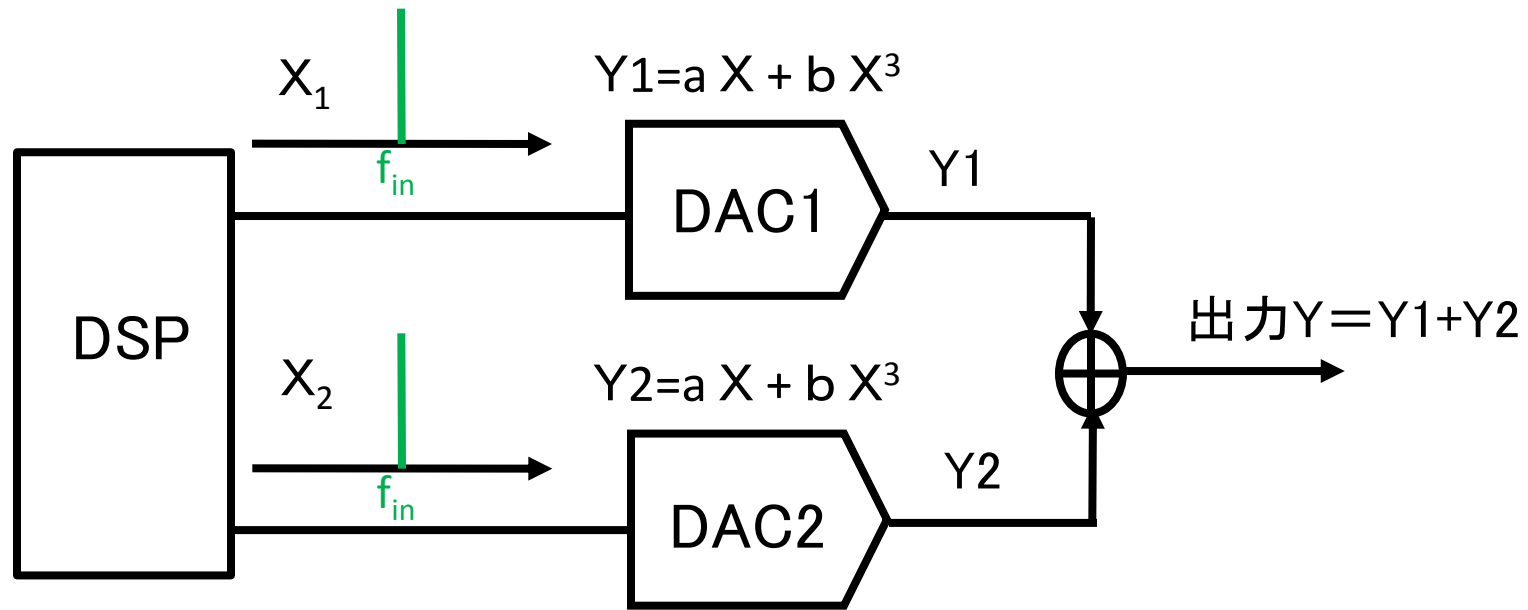 X₁
f_in
Y1=a X + b X³
DAC1
Y1
DSP
出力Y＝Y1+Y2
X₂
f_in
Y2=a X + b X³
DAC2
Y2